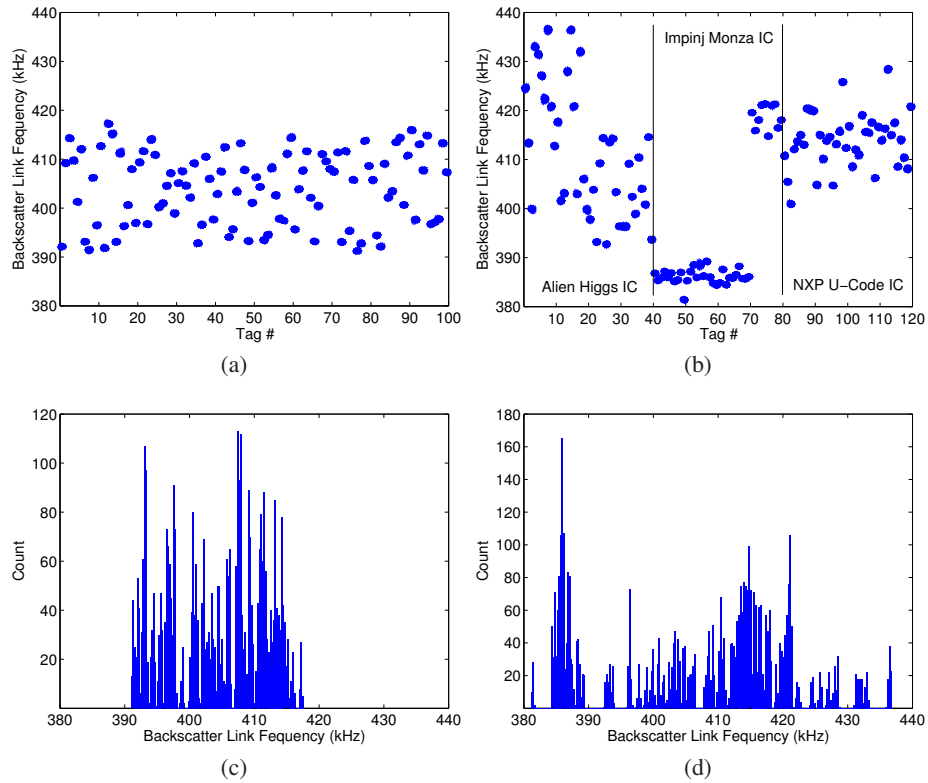 440
430
420
410
400
390
380
Backscatter Link Fequency (kHz)
10 20 30 40 50 60 70 80 90 100
Tag #
(a)
440
430
420
410
400
390
380
Backscatter Link Fequency (kHz)
Impinj Monza IC
Alien Higgs IC
NXP U-Code IC
10 20 30 40 50 60 70 80 90 100 110 120
Tag #
(b)
120
100
80
60
40
20
Count
380 390 400 410 420 430 440
Backscatter Link Fequency (kHz)
(c)
180
160
140
120
100
80
60
40
20
Count
380 390 400 410 420 430 440
Backscatter Link Fequency (kHz)
(d)